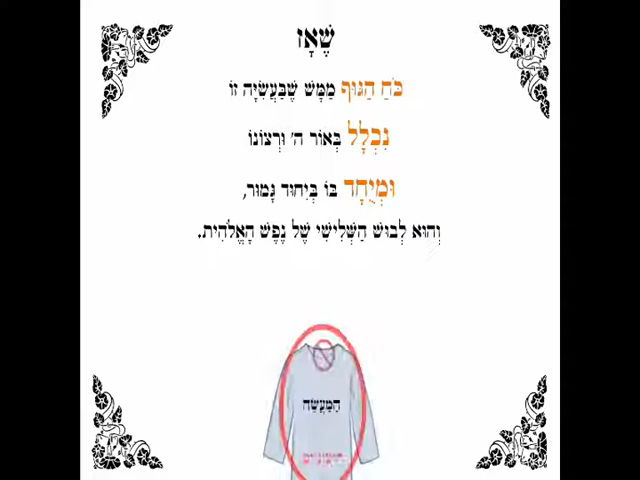 שֶׁאָז
כֹּחַ הַגּוּף מַמָּשׁ שֶׁבַּעֲשִׂיָּה זוֹ
נִכְלָל בְּאוֹר ה' וּרְצוֹנוֹ
וּמְיֻחָד בּוֹ בְּיִחוּד גָּמוּר,
וְהוּא לְבוּשׁ הַשְּׁלִישִׁי שֶׁל נֶפֶשׁ הָאֱלֹהִית.
הַמַּעֲשֶׂה